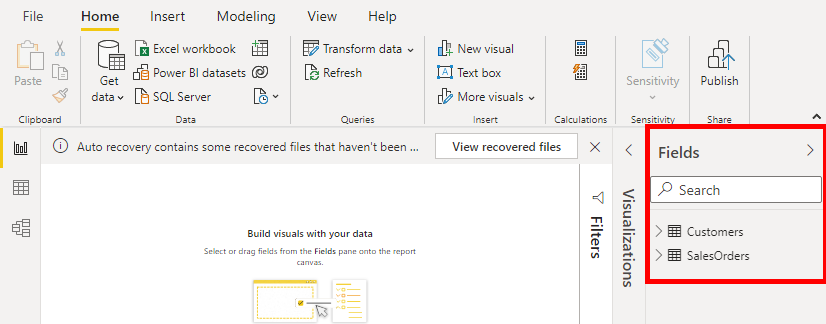 File Home Insert Modeling View Help
Paste
Get data
Excel workbook
Power BI datasets
SQL Server
Transform data
Refresh
New visual
Text box
More visuals
Sensitivity
Publish
Clipboard Data Queries Insert Calculations Sensitivity Share
Auto recovery contains some recovered files that haven't been ... View recovered files
Build visuals with your data
Select or drag fields from the Fields pane onto the report
canvas.
Filters
Visualizations
Fields
Search
Customers
SalesOrders